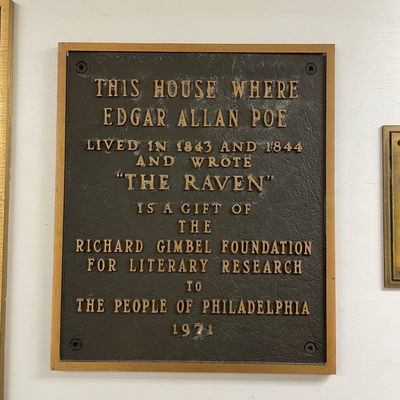 THIS HOUSE WHERE
EDGAR ALLAN POE
LIVED IN 1843 AND 1844
AND WROTE
"THE RAVEN"
IS A GIFT OF
THE
RICHARD GIMBEL FOUNDATION
FOR LITERARY RESEARCH
TO
THE PEOPLE OF PHILADELPHIA
1971